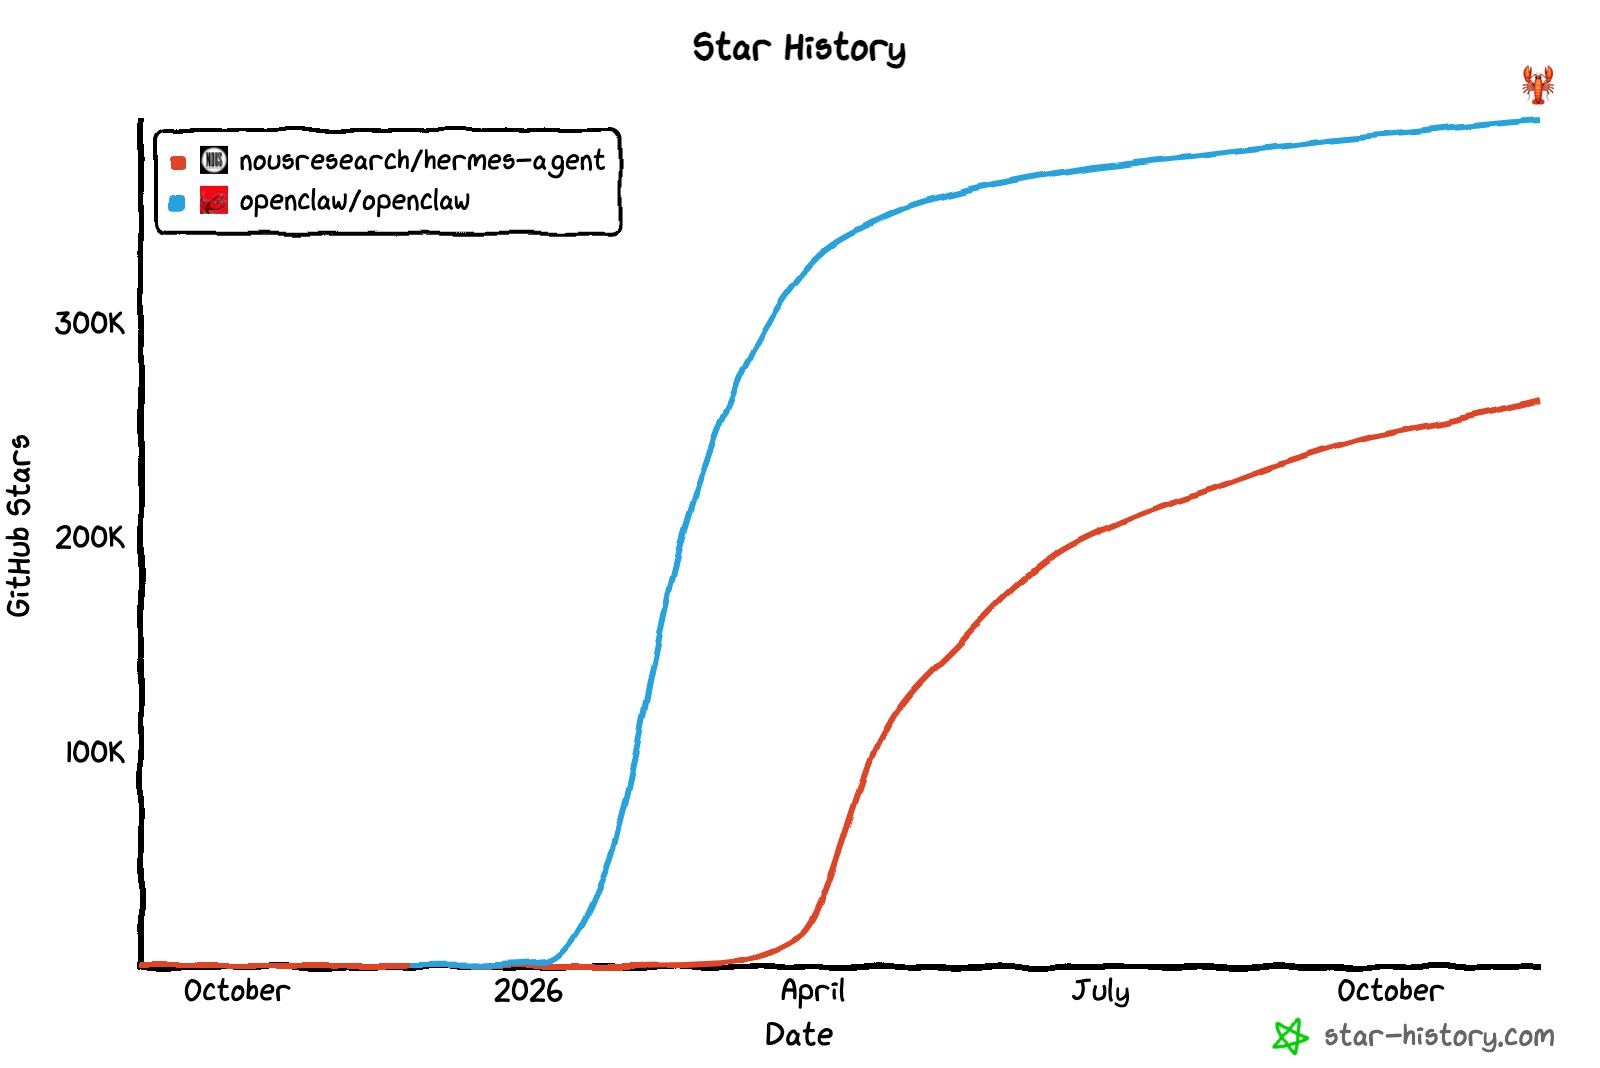 Star History
NOUS nousresearch/hermes-agent
openclaw/openclaw
300K
200K
100K
GitHub Stars
October 2026 April July October
Date
star-history.com